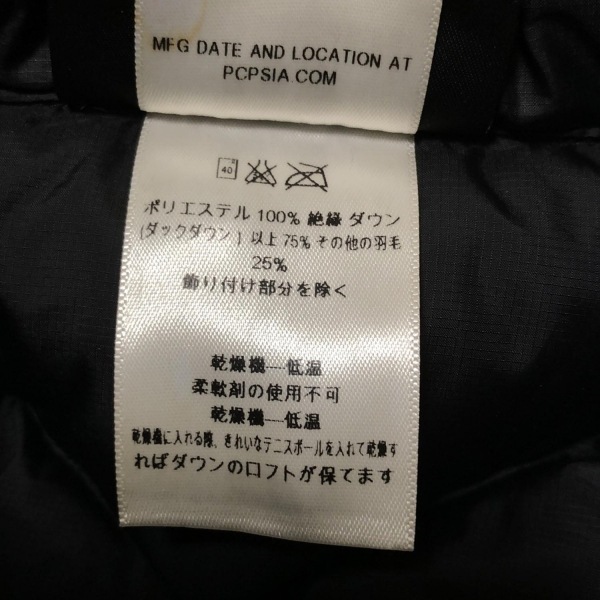 MFG DATE AND LOCATION AT
PCPSIA COM
40
ポリエステル 100% 絶縁 ダウン
(ダックダウン) 以上 75% その他の羽毛
25%
飾り付け部分を除く
乾燥機—低温
柔軟剤の使用不可
乾燥機—低温
乾燥機に入れる際、きれいなテニスボールを入れて乾燥す
ればダウンのロフトが保てます